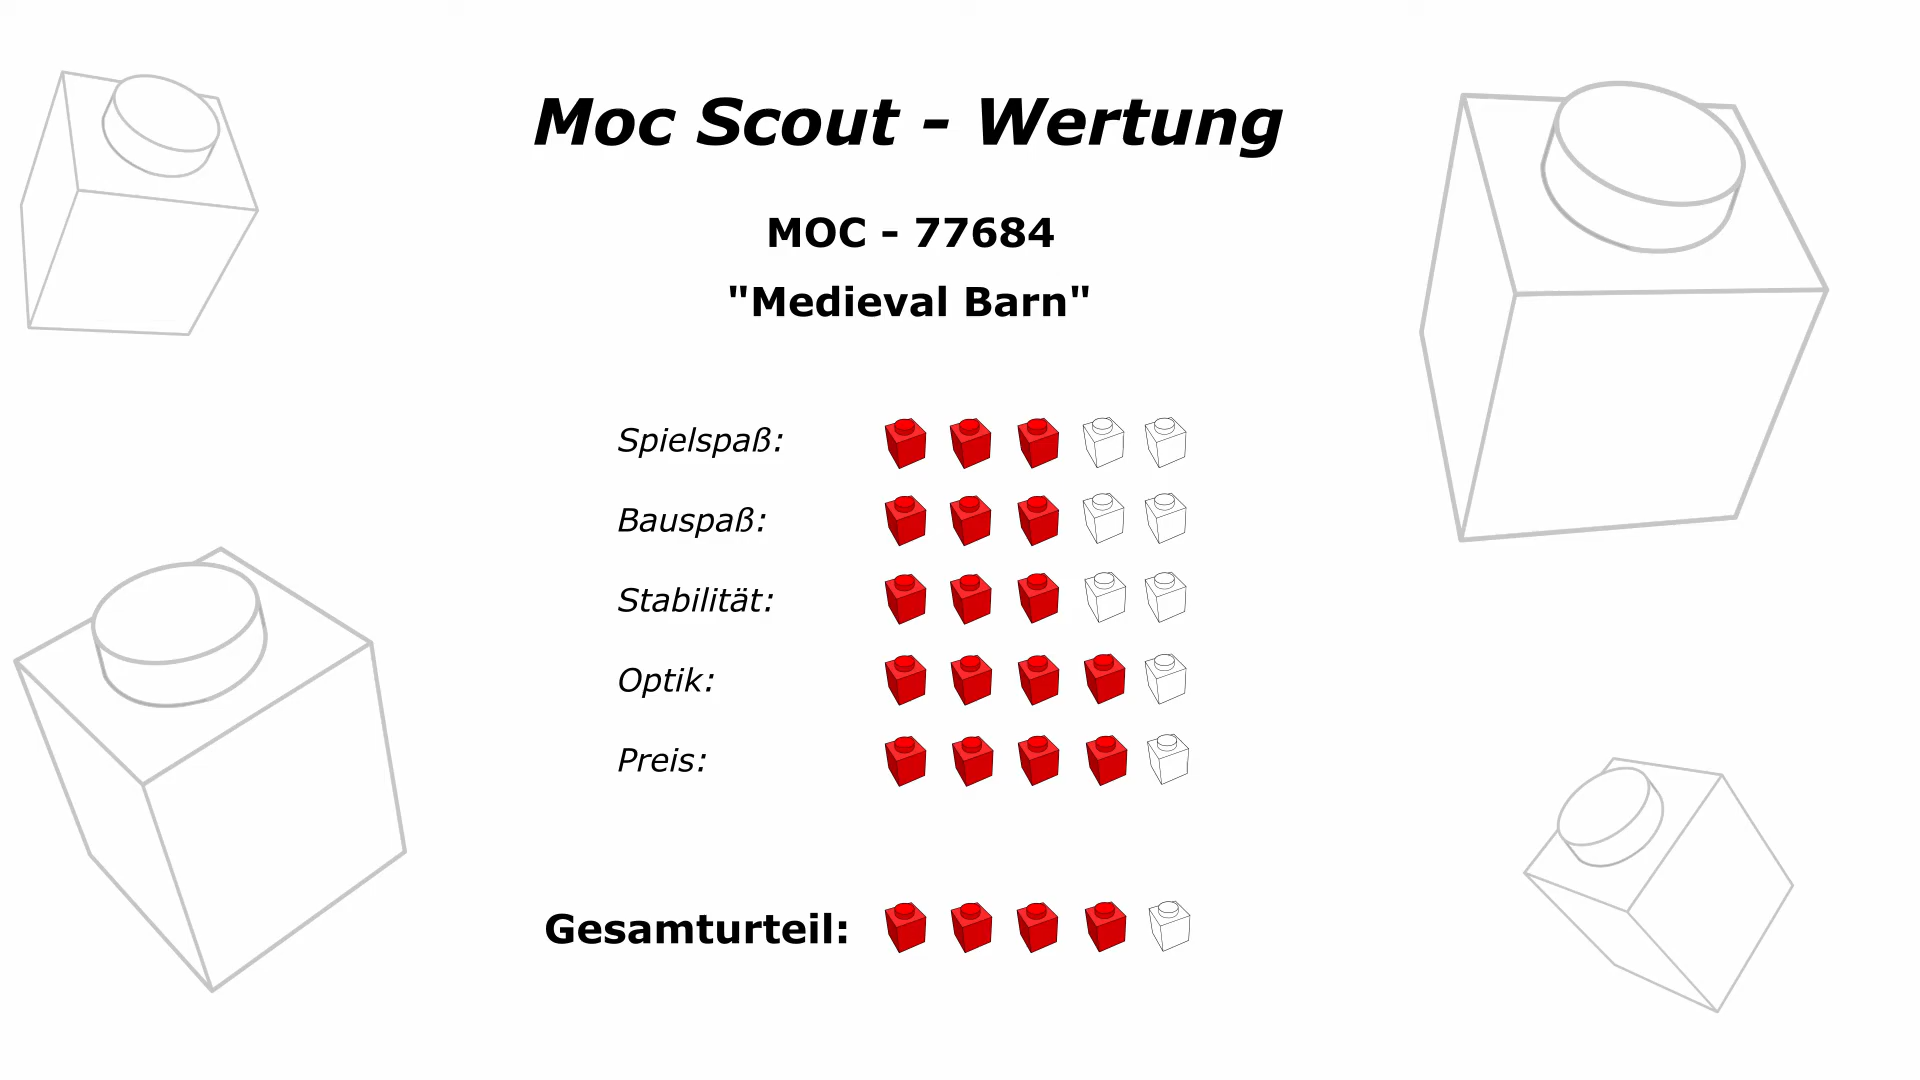 Moc Scout - Wertung
MOC - 77684
"Medieval Barn"
Spielspaß:
Bauspaß:
Stabilität:
Optik:
Preis:
Gesamturteil: